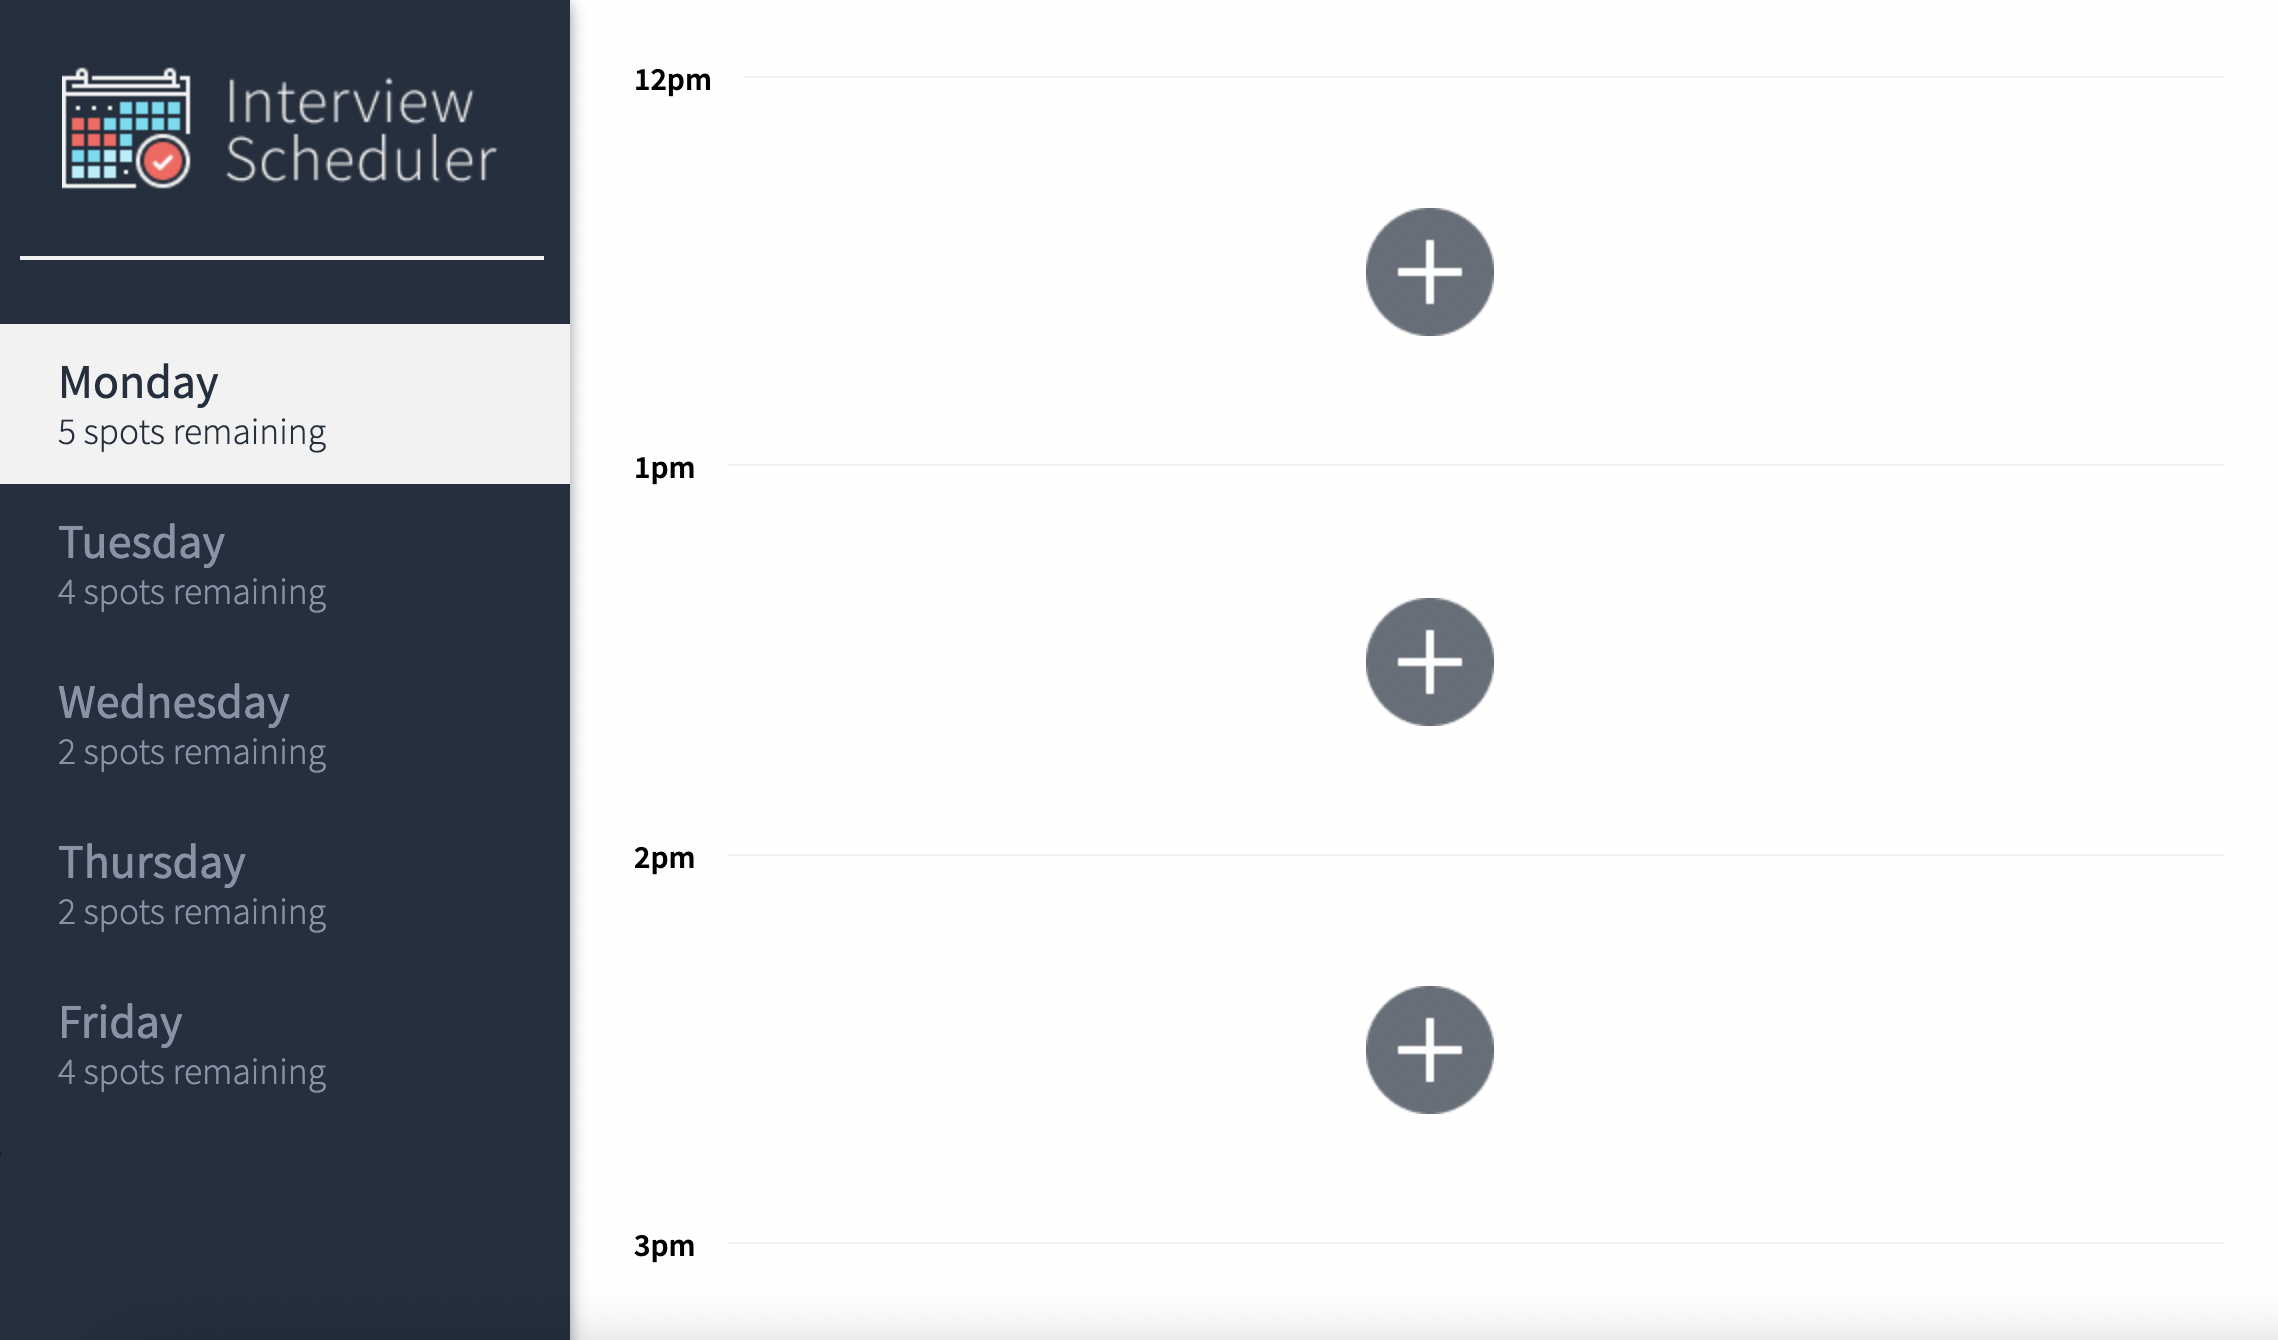 Interview
Scheduler
Monday
5 spots remaining
Tuesday
4 spots remaining
Wednesday
2 spots remaining
Thursday
2 spots remaining
Friday
4 spots remaining
12pm
1pm
2pm
3pm